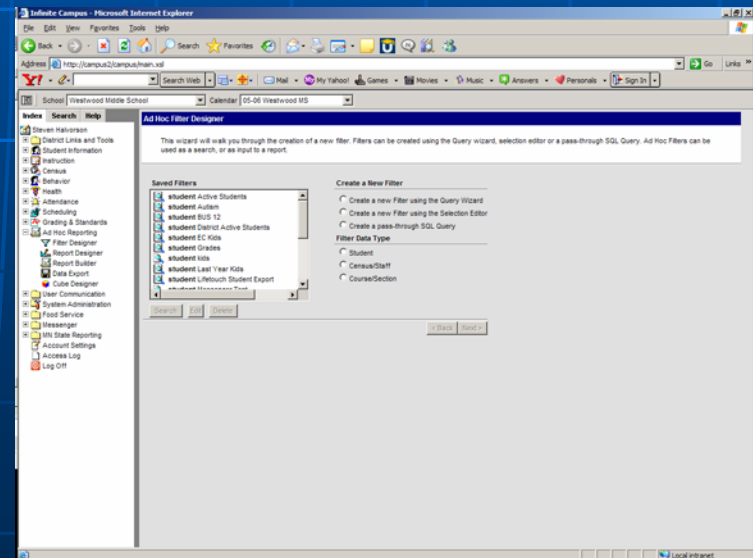 Infinite Campus - Microsoft Internet Explorer
File Edit View Favorites Tools Help
Back Search Favorites
Address http://campus2/campus/main.xsl Go Links »
Y! Search Web Mail My Yahoo! Games Movies Music Answers Personals Sign In
School Westwood Middle School Calendar 05-06 Westwood MS
Index Search Help
Steven Halvorson
District Links and Tools
Student Information
Instruction
Census
Behavior
Health
Attendance
Scheduling
Grading & Standards
Ad Hoc Reporting
Filter Designer
Report Designer
Report Builder
Data Export
Cube Designer
User Communication
System Administration
Food Service
Messenger
MN State Reporting
Account Settings
Access Log
Log Off
Ad Hoc Filter Designer
This wizard will walk you through the creation of a new filter. Filters can be created using the Query wizard, selection editor or a pass-through SQL Query. Ad Hoc Filters can be
used as a search, or as input to a report.
Saved Filters
student Active Students
student Autism
student BUS 12
student District Active Students
student EC Kids
student Grades
student kids
student Last Year Kids
student Lifetouch Student Export
student Messenger Test
Search Edit Delete
Create a New Filter
Create a new Filter using the Query Wizard
Create a new Filter using the Selection Editor
Create a pass-through SQL Query
Filter Data Type
Student
Census/Staff
Course/Section
< Back Next >
Local intranet